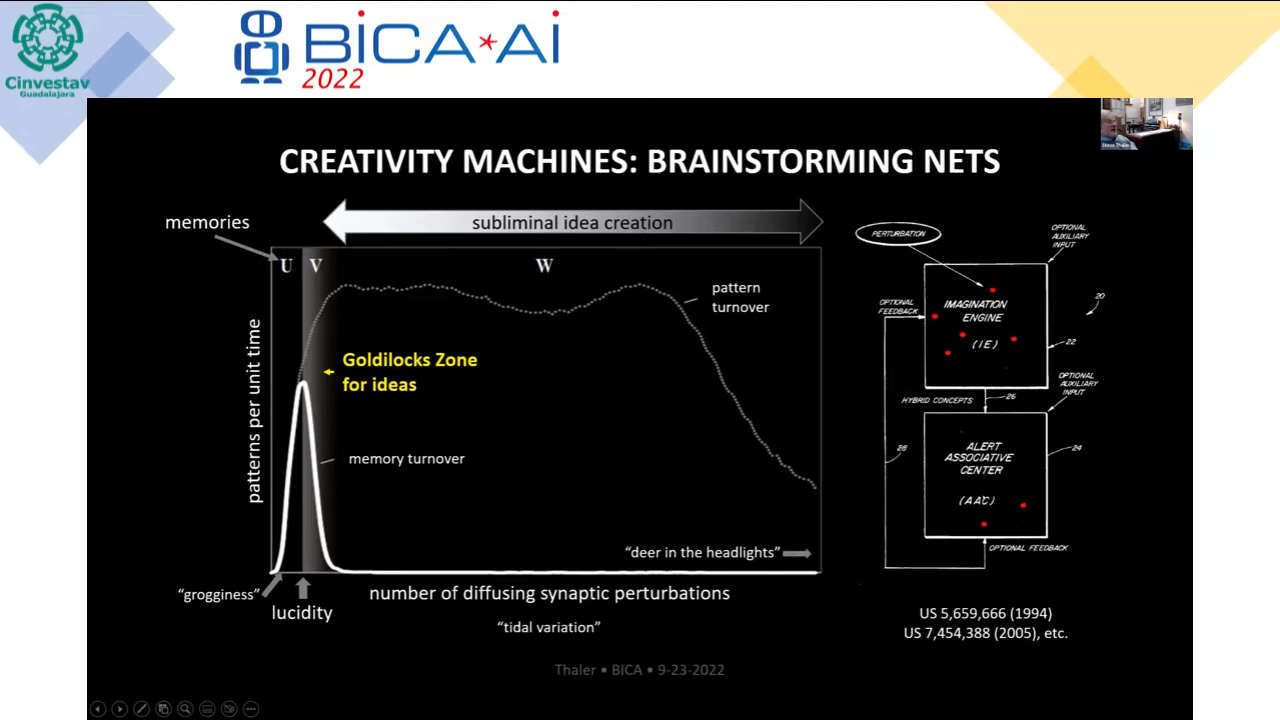 Cinvestav
Guadalajara
BiCA*Ai
2022
Steve Thaler
CREATIVITY MACHINES: BRAINSTORMING NETS
memories
subliminal idea creation
U
V
W
pattern
turnover
Goldilocks Zone
for ideas
patterns per unit time
memory turnover
"deer in the headlights"
"grogginess"
lucidity
number of diffusing synaptic perturbations
"tidal variation"
PERTURBATION
OPTIONAL
AUXILIARY
INPUT
20
OPTIONAL
FEEDBACK
IMAGINATION
ENGINE
(IE)
22
OPTIONAL
AUXILIARY
INPUT
HYBRID CONCEPTS
26
28
ALERT
ASSOCIATIVE
CENTER
24
(AAC)
OPTIONAL FEEDBACK
US 5,659,666 (1994)
US 7,454,388 (2005), etc.
Thaler • BICA • 9-23-2022